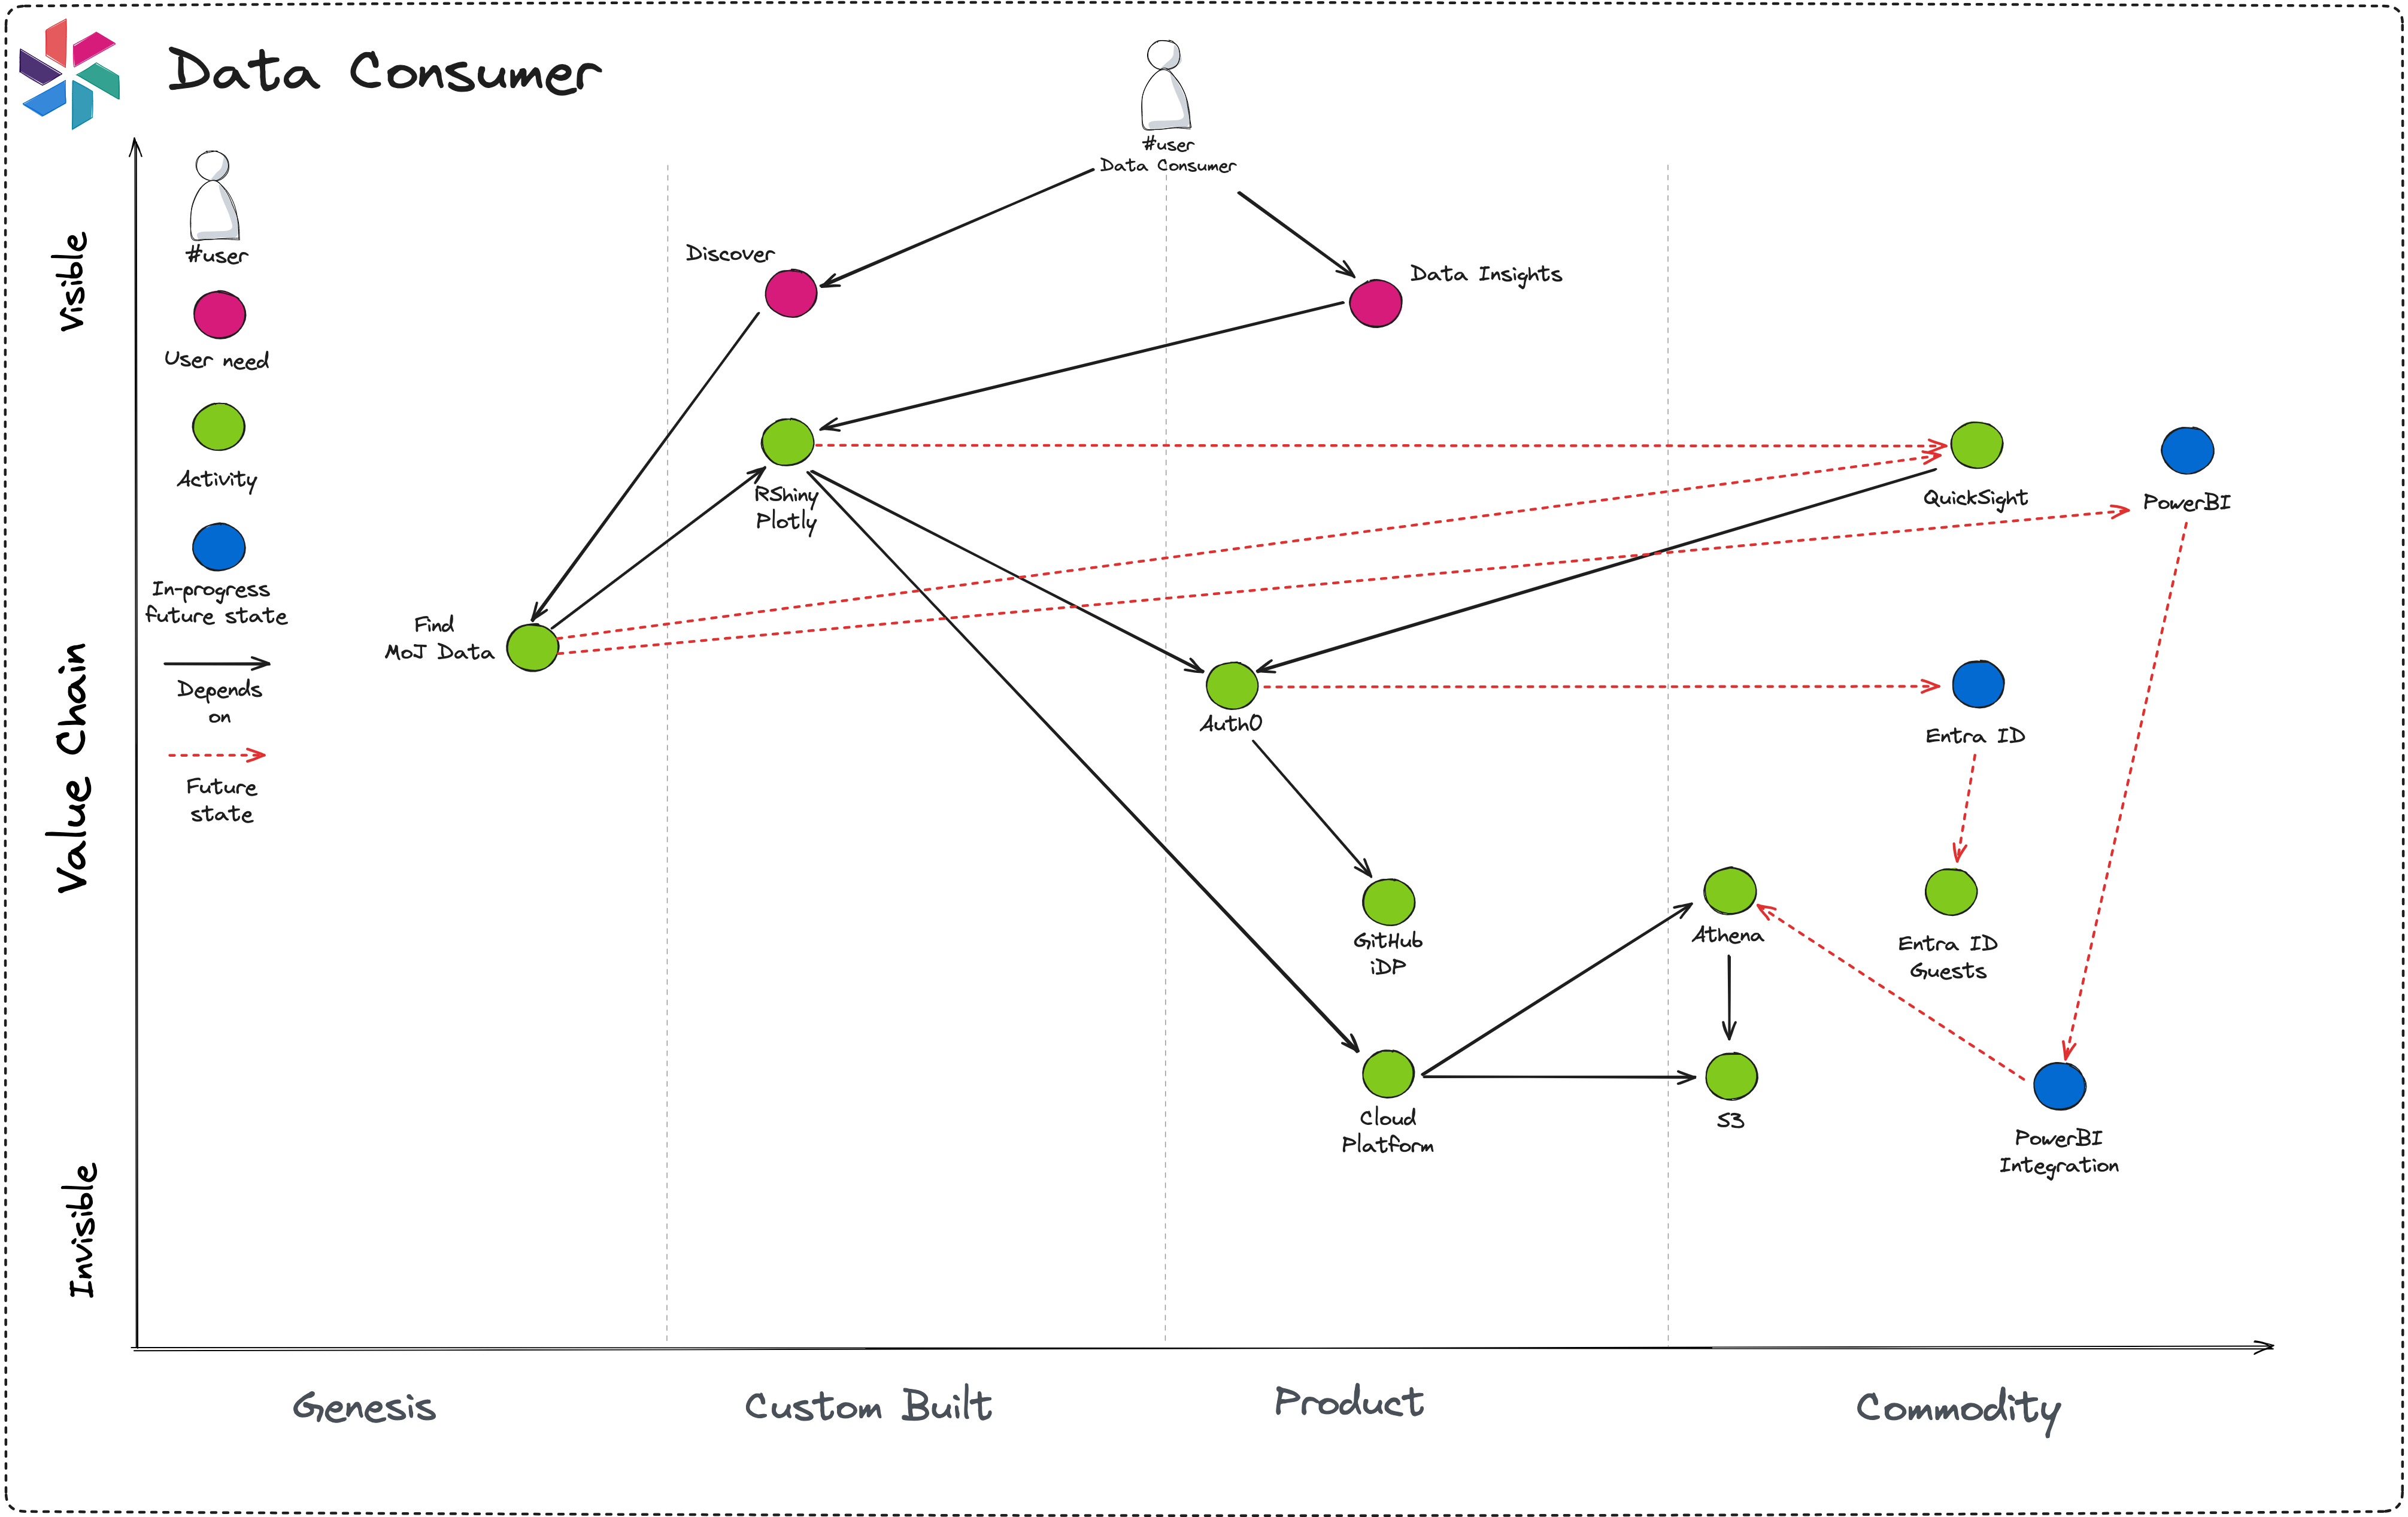 Data Consumer
#user
Data Consumer
Visible
Value Chain
Invisible
#user
User need
Activity
In-progress
future state
Depends
on
Future
state
Discover
Data Insights
RShiny
Plotly
QuickSight
PowerBI
Find
MoJ Data
Auth0
Entra ID
GitHub
iDP
Athena
Entra ID
Guests
Cloud
Platform
S3
PowerBI
Integration
Genesis
Custom Built
Product
Commodity